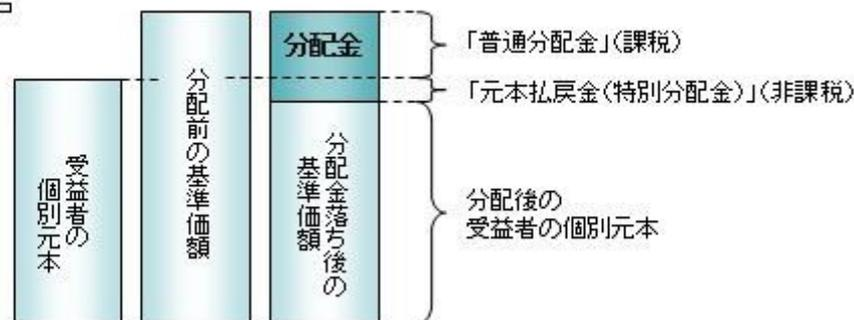 受益者の
個別元本
分配前の基準価額
分配金
分配金落ち後の
基準価額
「普通分配金」(課税)
「元本払戻金(特別分配金)」(非課税)
分配後の
受益者の個別元本